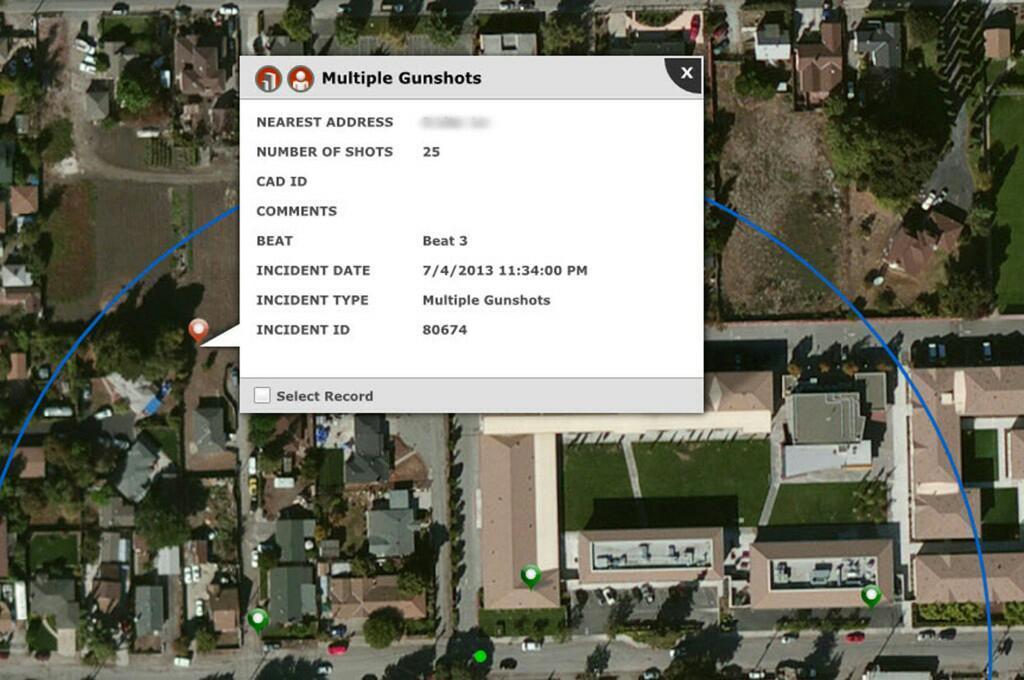 Multiple Gunshots
X
NEAREST ADDRESS
NUMBER OF SHOTS 25
CAD ID
COMMENTS
BEAT Beat 3
INCIDENT DATE 7/4/2013 11:34:00 PM
INCIDENT TYPE Multiple Gunshots
INCIDENT ID 80674
Select Record